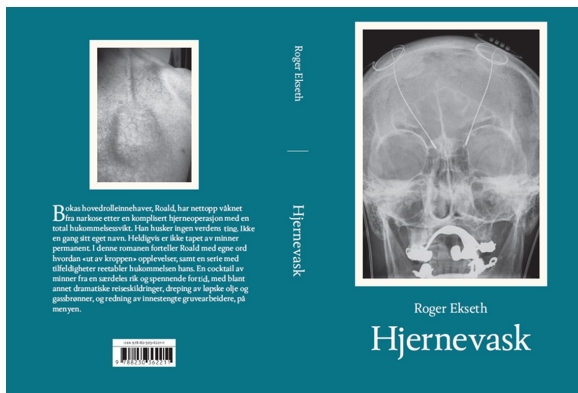 Bokas hovedrolleinnehaver, Roald, har nettopp våknet
fra narkose etter en komplisert hjerneoperasjon med en
total hukommelsessvikt. Han husker ingen verdens ting. Ikke
en gang sitt eget navn. Heldigvis er ikke tapet av minner
permanent. I denne romanen forteller Roald med egne ord
hvordan «ut av kroppen» opplevelser, samt en serie med
tilfeldigheter reetabler hukommelsen hans. En cocktail av
minner fra en særdeles rik og spennende fortid, med blant
annet dramatiske reiseskildringer, dreping av løpske olje og
gassbrønner, og redning av innestengte gruvearbeidere, på
menyen.
Roger Ekseth
Hjernevask
Roger Ekseth
Hjernevask